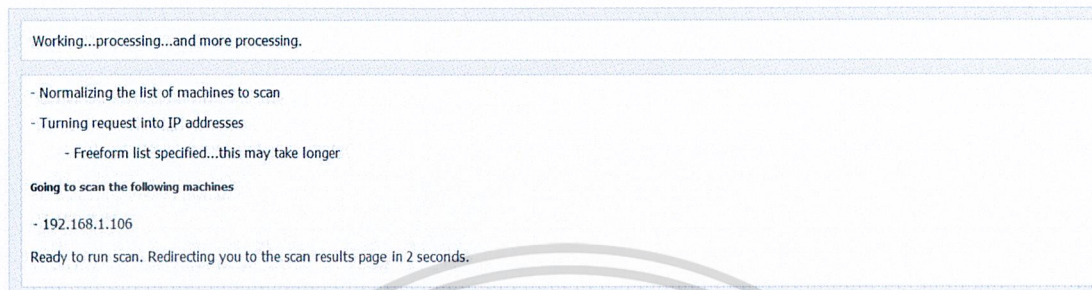 Working...processing...and more processing.
- Normalizing the list of machines to scan
- Turning request into IP addresses
- Freeform list specified...this may take longer
Going to scan the following machines
- 192.168.1.106
Ready to run scan. Redirecting you to the scan results page in 2 seconds.